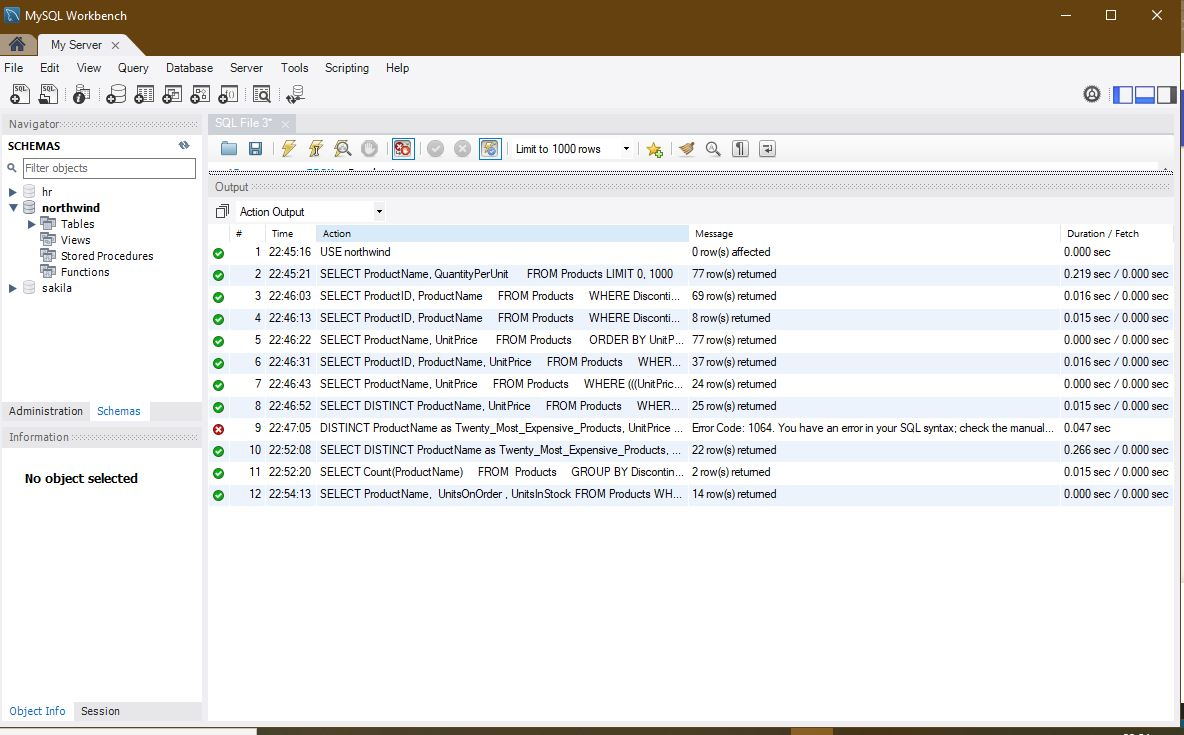 MySQL Workbench
My Server
File Edit View Query Database Server Tools Scripting Help
Navigator
SCHEMAS
Filter objects
hr
northwind
Tables
Views
Stored Procedures
Functions
sakila
Administration Schemas
Information
No object selected
Object Info Session
SQL File 3*
Limit to 1000 rows
Output
Action Output
# Time Action Message Duration / Fetch
1 22:45:16 USE northwind 0 row(s) affected 0.000 sec
2 22:45:21 SELECT ProductName, QuantityPerUnit FROM Products LIMIT 0, 1000 77 row(s) returned 0.219 sec / 0.000 sec
3 22:46:03 SELECT ProductID, ProductName FROM Products WHERE Disconti... 69 row(s) returned 0.016 sec / 0.000 sec
4 22:46:13 SELECT ProductID, ProductName FROM Products WHERE Disconti... 8 row(s) returned 0.015 sec / 0.000 sec
5 22:46:22 SELECT ProductName, UnitPrice FROM Products ORDER BY UnitP... 77 row(s) returned 0.000 sec / 0.000 sec
6 22:46:31 SELECT ProductID, ProductName, UnitPrice FROM Products WHER... 37 row(s) returned 0.016 sec / 0.000 sec
7 22:46:43 SELECT ProductName, UnitPrice FROM Products WHERE (((UnitPric... 24 row(s) returned 0.000 sec / 0.000 sec
8 22:46:52 SELECT DISTINCT ProductName, UnitPrice FROM Products WHER... 25 row(s) returned 0.015 sec / 0.000 sec
9 22:47:05 DISTINCT ProductName as Twenty_Most_Expensive_Products, UnitPrice ... Error Code: 1064. You have an error in your SQL syntax; check the manual... 0.047 sec
10 22:52:08 SELECT DISTINCT ProductName as Twenty_Most_Expensive_Products, ... 22 row(s) returned 0.266 sec / 0.000 sec
11 22:52:20 SELECT Count(ProductName) FROM Products GROUP BY Discontin... 2 row(s) returned 0.015 sec / 0.000 sec
12 22:54:13 SELECT ProductName, UnitsOnOrder , UnitsInStock FROM Products WH... 14 row(s) returned 0.000 sec / 0.000 sec